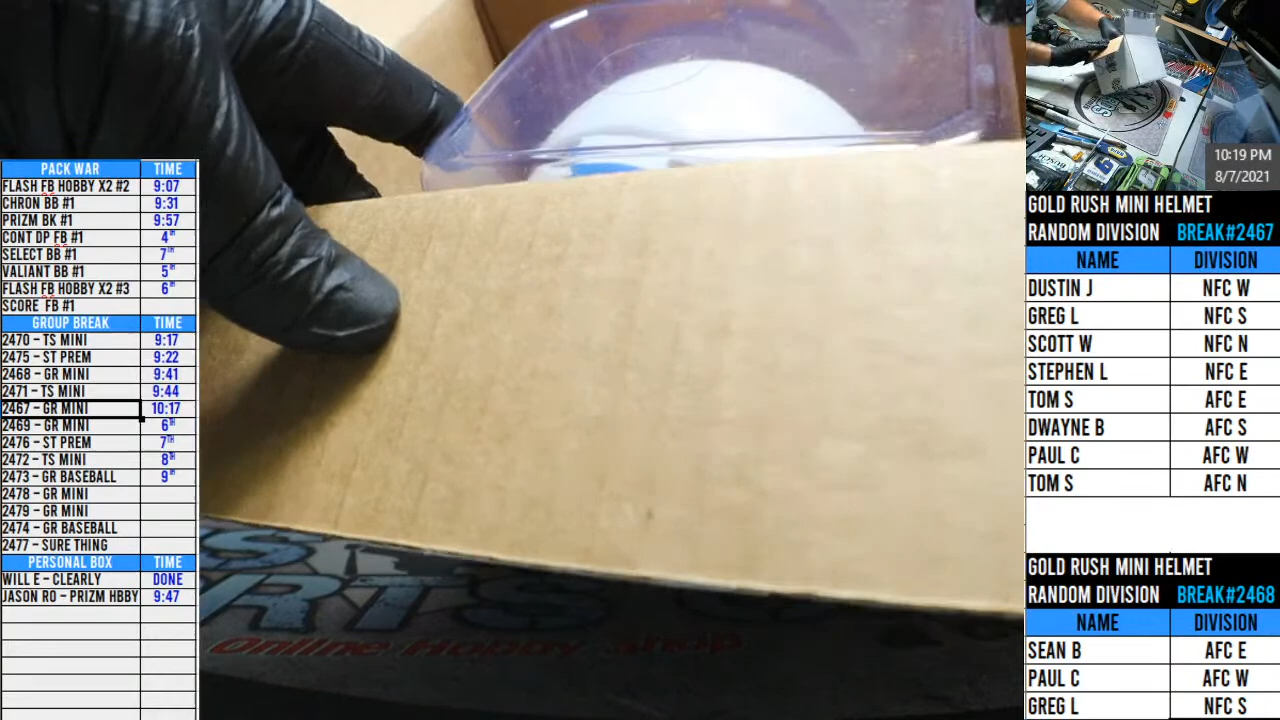 PACK WAR TIME
FLASH FB HOBBY X2 #2 9:07
CHRON BB #1 9:31
PRIZM BK #1 9:57
CONT DP FB #1 4TH
SELECT BB #1 7TH
VALIANT BB #1 5TH
FLASH FB HOBBY X2 #3 6TH
SCORE FB #1
GROUP BREAK TIME
2470 – TS MINI 9:17
2475 – ST PREM 9:22
2468 – GR MINI 9:41
2471 – TS MINI 9:44
2467 – GR MINI 10:17
2469 – GR MINI 6TH
2476 – ST PREM 7TH
2472 – TS MINI 8TH
2473 – GR BASEBALL 9TH
2478 – GR MINI
2479 – GR MINI
2474 – GR BASEBALL
2477 – SURE THING
PERSONAL BOX TIME
WILL E – CLEARLY DONE
JASON RO – PRIZM HBBY 9:47
Online Hobby Shop
10:19 PM
8/7/2021
GOLD RUSH MINI HELMET
RANDOM DIVISION BREAK#2467
NAME DIVISION
DUSTIN J NFC W
GREG L NFC S
SCOTT W NFC N
STEPHEN L NFC E
TOM S AFC E
DWAYNE B AFC S
PAUL C AFC W
TOM S AFC N
GOLD RUSH MINI HELMET
RANDOM DIVISION BREAK#2468
NAME DIVISION
SEAN B AFC E
PAUL C AFC W
GREG L NFC S